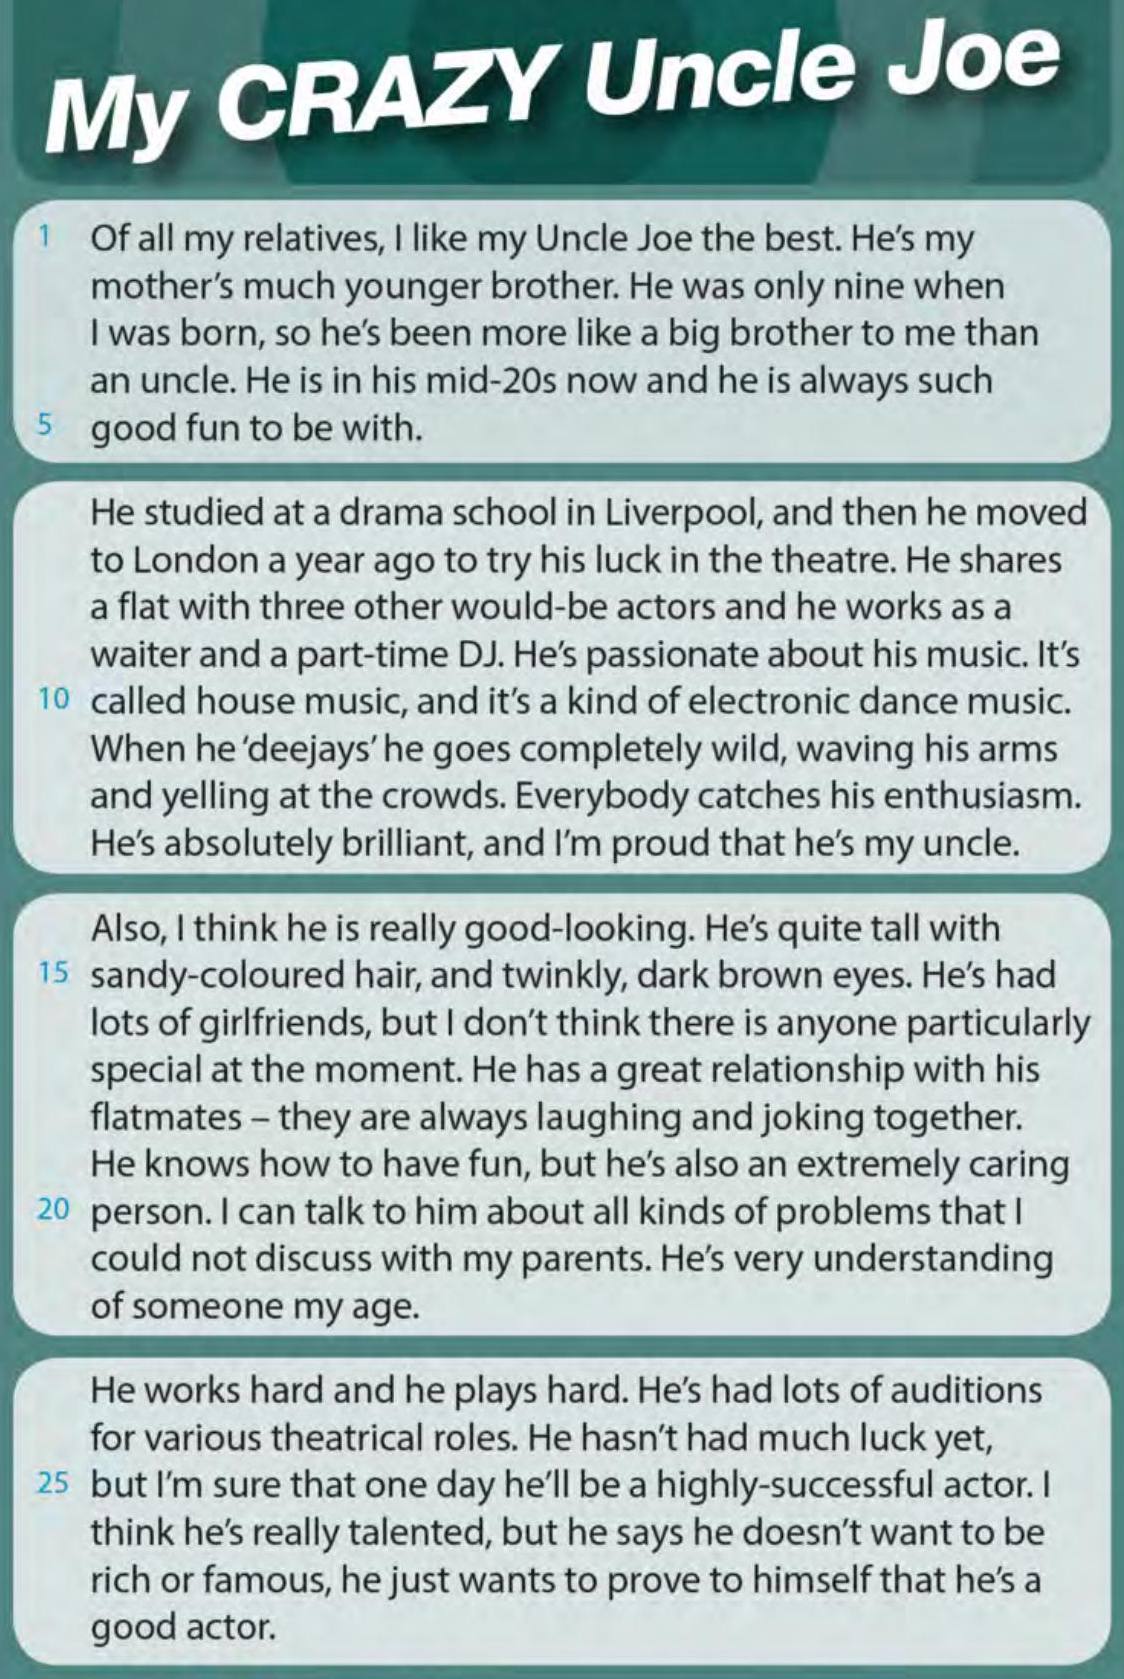 My CRAZY Uncle Joe
1 Of all my relatives, I like my Uncle Joe the best. He's my
mother's much younger brother. He was only nine when
I was born, so he's been more like a big brother to me than
an uncle. He is in his mid-20s now and he is always such
5 good fun to be with.
He studied at a drama school in Liverpool, and then he moved
to London a year ago to try his luck in the theatre. He shares
a flat with three other would-be actors and he works as a
waiter and a part-time DJ. He's passionate about his music. It's
10 called house music, and it's a kind of electronic dance music.
When he 'deejays' he goes completely wild, waving his arms
and yelling at the crowds. Everybody catches his enthusiasm.
He's absolutely brilliant, and I'm proud that he's my uncle.
Also, I think he is really good-looking. He's quite tall with
15 sandy-coloured hair, and twinkly, dark brown eyes. He's had
lots of girlfriends, but I don't think there is anyone particularly
special at the moment. He has a great relationship with his
flatmates – they are always laughing and joking together.
He knows how to have fun, but he's also an extremely caring
20 person. I can talk to him about all kinds of problems that I
could not discuss with my parents. He's very understanding
of someone my age.
He works hard and he plays hard. He's had lots of auditions
for various theatrical roles. He hasn't had much luck yet,
25 but I'm sure that one day he'll be a highly-successful actor. I
think he's really talented, but he says he doesn't want to be
rich or famous, he just wants to prove to himself that he's a
good actor.